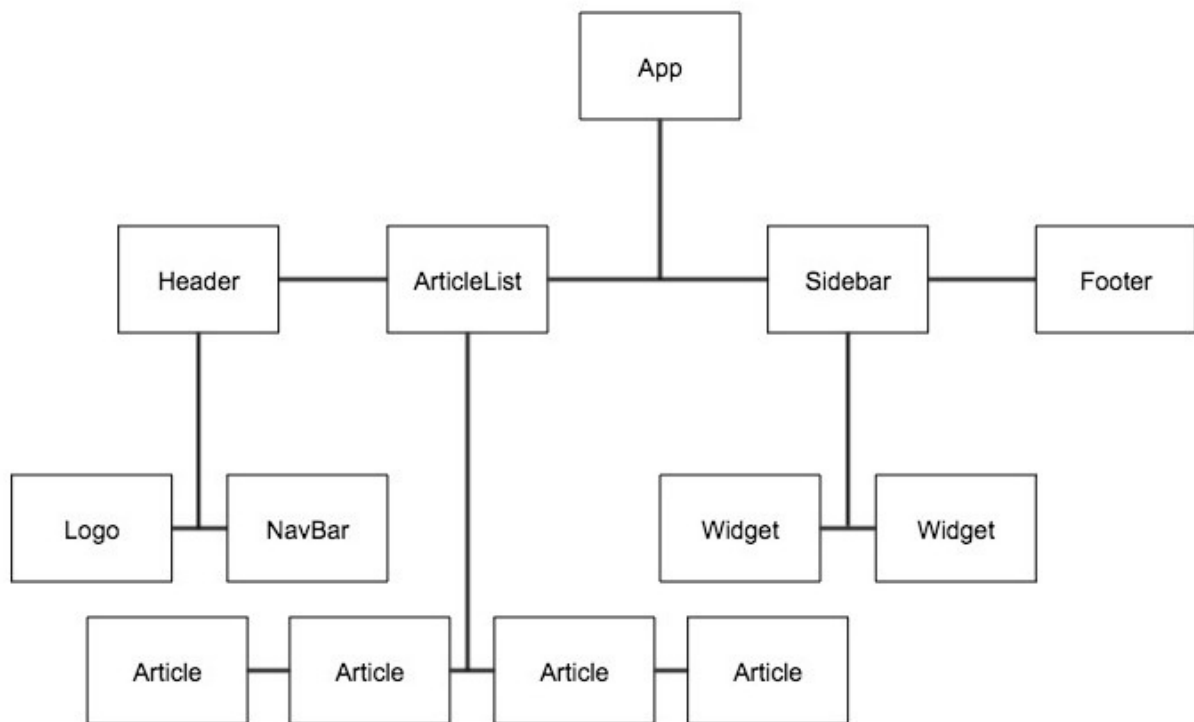 App
Header
ArticleList
Sidebar
Footer
Logo
NavBar
Widget
Widget
Article
Article
Article
Article